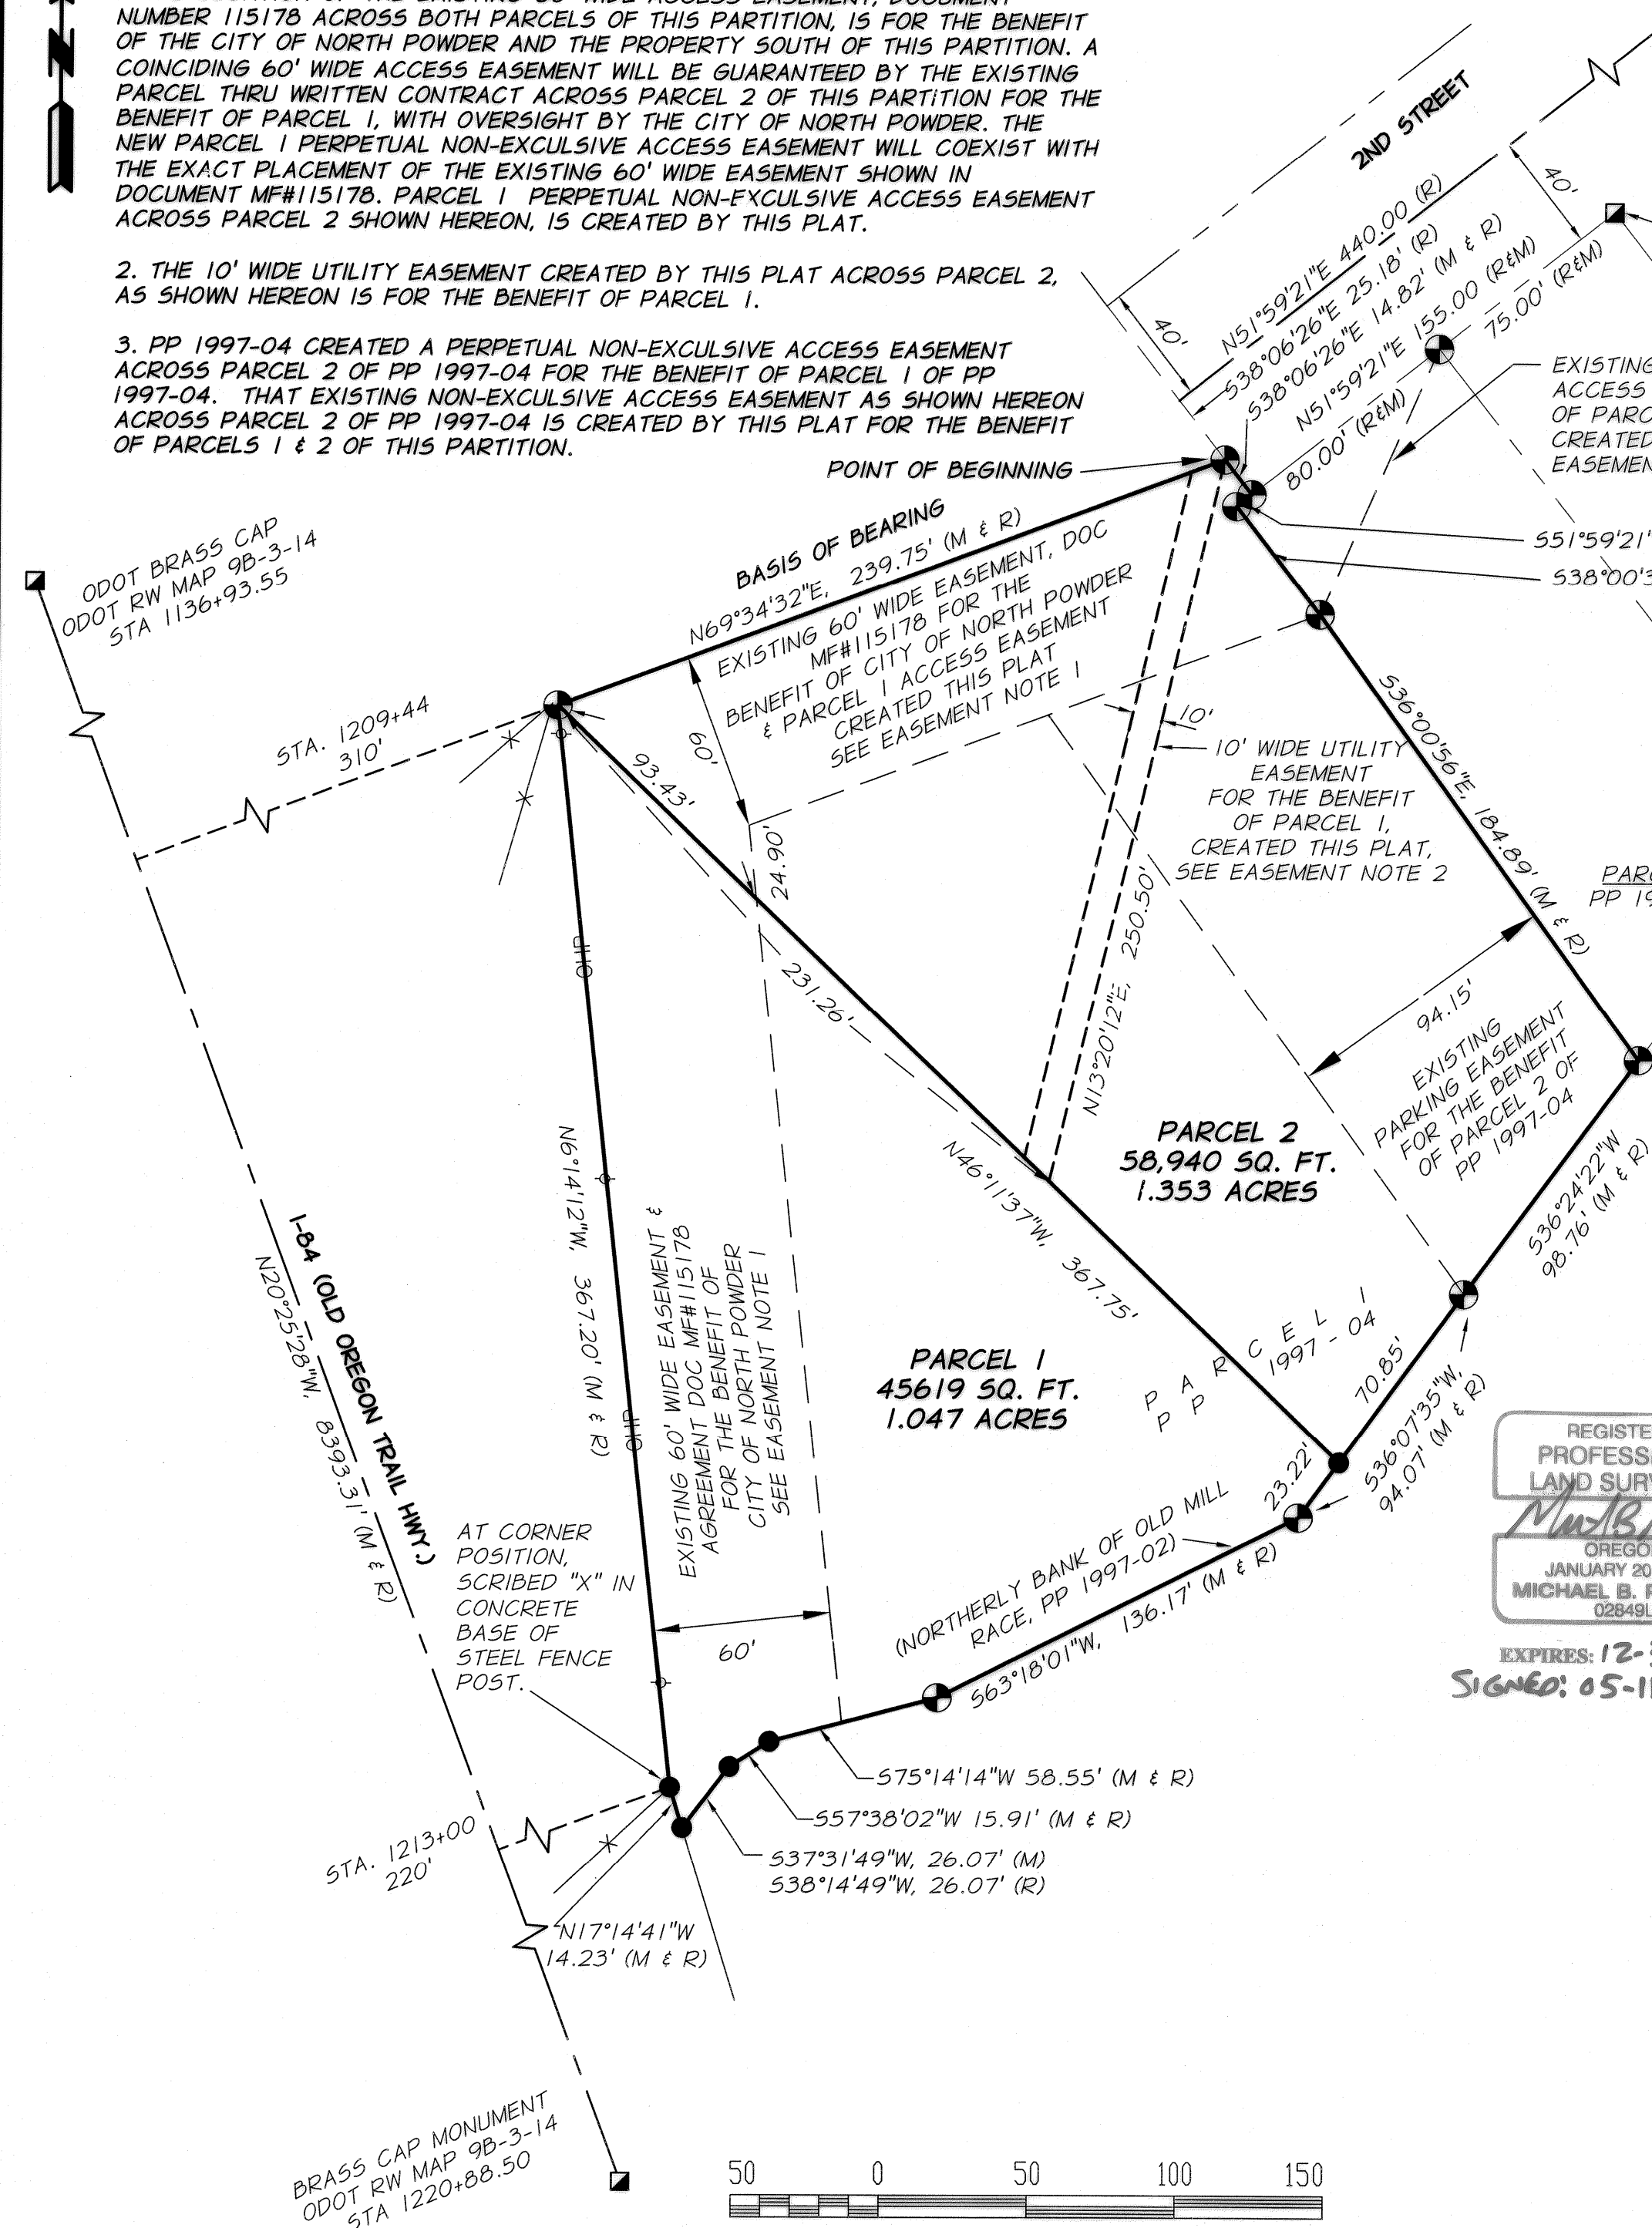 NUMBER 115178 ACROSS BOTH PARCELS OF THIS PARTITION, IS FOR THE BENEFIT
OF THE CITY OF NORTH POWDER AND THE PROPERTY SOUTH OF THIS PARTITION. A
COINCIDING 60' WIDE ACCESS EASEMENT WILL BE GUARANTEED BY THE EXISTING
PARCEL THRU WRITTEN CONTRACT ACROSS PARCEL 2 OF THIS PARTITION FOR THE
BENEFIT OF PARCEL 1, WITH OVERSIGHT BY THE CITY OF NORTH POWDER. THE
NEW PARCEL 1 PERPETUAL NON-EXCULSIVE ACCESS EASEMENT WILL COEXIST WITH
THE EXACT PLACEMENT OF THE EXISTING 60' WIDE EASEMENT SHOWN IN
DOCUMENT MF#115178. PARCEL 1 PERPETUAL NON-EXCULSIVE ACCESS EASEMENT
ACROSS PARCEL 2 SHOWN HEREON, IS CREATED BY THIS PLAT.
2. THE 10' WIDE UTILITY EASEMENT CREATED BY THIS PLAT ACROSS PARCEL 2,
AS SHOWN HEREON IS FOR THE BENEFIT OF PARCEL 1.
3. PP 1997-04 CREATED A PERPETUAL NON-EXCULSIVE ACCESS EASEMENT
ACROSS PARCEL 2 OF PP 1997-04 FOR THE BENEFIT OF PARCEL 1 OF PP
1997-04. THAT EXISTING NON-EXCULSIVE ACCESS EASEMENT AS SHOWN HEREON
ACROSS PARCEL 2 OF PP 1997-04 IS CREATED BY THIS PLAT FOR THE BENEFIT
OF PARCELS 1 & 2 OF THIS PARTITION.
N
2ND STREET
40'
40'
N51°59'21"E 440.00 (R)
S38°06'26"E 25.18' (R)
S38°06'26"E 14.82' (M & R)
N51°59'21"E 155.00 (R&M)
75.00' (R&M)
80.00' (R&M)
EXISTING
ACCESS
OF PARC
CREATED
EASEMEN
S51°59'21'
S38°00'3
POINT OF BEGINNING
BASIS OF BEARING
N69°34'32"E, 239.75' (M & R)
EXISTING 60' WIDE EASEMENT, DOC
MF#115178 FOR THE
BENEFIT OF CITY OF NORTH POWDER
& PARCEL 1 ACCESS EASEMENT
CREATED THIS PLAT
SEE EASEMENT NOTE 1
ODOT BRASS CAP
ODOT RW MAP 9B-3-14
STA 1136+93.55
STA. 1209+44
310'
93.43'
60'
24.90'
10'
10' WIDE UTILITY
EASEMENT
FOR THE BENEFIT
OF PARCEL 1,
CREATED THIS PLAT,
SEE EASEMENT NOTE 2
S36°00'56"E, 184.89' (M & R)
PARC
PP 19
94.15'
EXISTING
PARKING EASEMENT
FOR THE BENEFIT
OF PARCEL 2 OF
PP 1997-04
OHP
231.26'
N13°20'12"E, 250.50'
PARCEL 2
58,940 SQ. FT.
1.353 ACRES
N46°11'37"W, 367.75'
S36°24'22"W
98.76' (M & R)
N6°14'12"W, 367.20' (M & R)
OHP
EXISTING 60' WIDE EASEMENT &
AGREEMENT DOC MF#115178
FOR THE BENEFIT OF
CITY OF NORTH POWDER
SEE EASEMENT NOTE 1
I-84 (OLD OREGON TRAIL HWY.)
N20°25'28"W, 8393.31' (M & R)
PARCEL 1
45619 SQ. FT.
1.047 ACRES
PARCEL 1
PP 1997-04
70.85'
S36°07'35"W,
94.07' (M & R)
23.22'
REGISTE
PROFESS
LAND SUR
OREGO
JANUARY 20
MICHAEL B.
02849L
EXPIRES: 12-
SIGNED: 05-1
AT CORNER
POSITION,
SCRIBED "X" IN
CONCRETE
BASE OF
STEEL FENCE
POST.
60'
(NORTHERLY BANK OF OLD MILL
RACE, PP 1997-02)
S63°18'01"W, 136.17' (M & R)
S75°14'14"W 58.55' (M & R)
S57°38'02"W 15.91' (M & R)
S37°31'49"W, 26.07' (M)
S38°14'49"W, 26.07' (R)
STA. 1213+00
220'
N17°14'41"W
14.23' (M & R)
BRASS CAP MONUMENT
ODOT RW MAP 9B-3-14
STA 1220+88.50
50 0 50 100 150